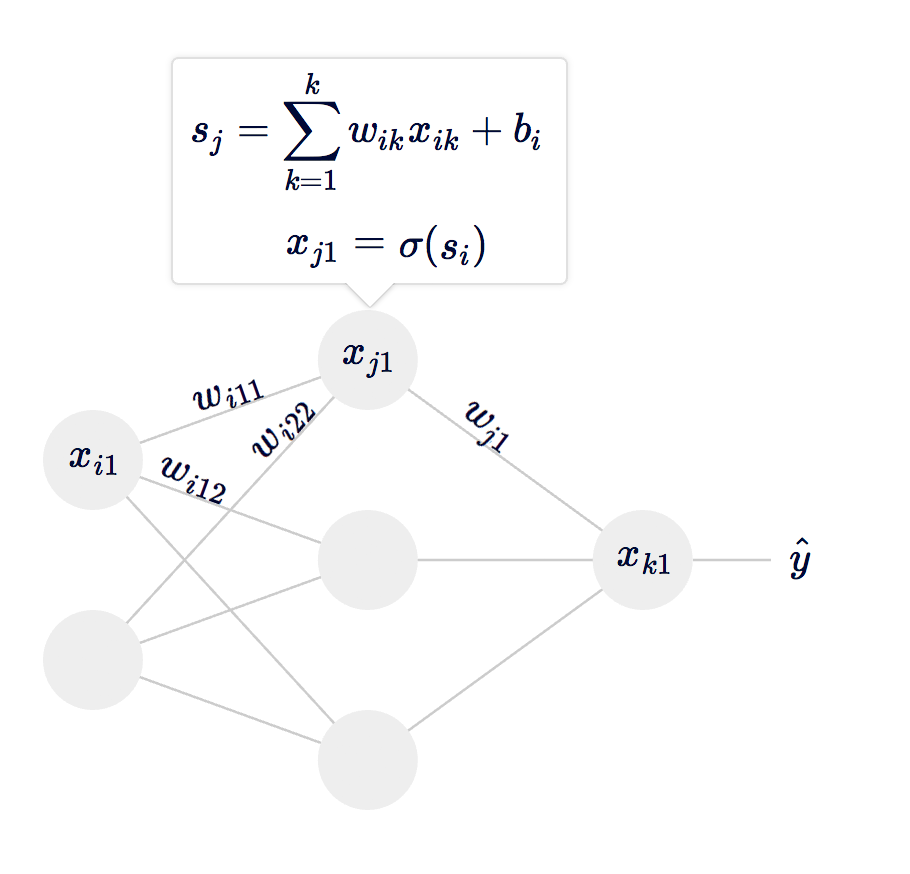 s_j = \sum_{k=1}^{k} w_{ik} x_{ik} + b_i
x_{j1} = \sigma(s_i)
x_{j1}
w_{i11}
w_{i22}
w_{j1}
x_{i1}
w_{i12}
x_{k1}
ŷ